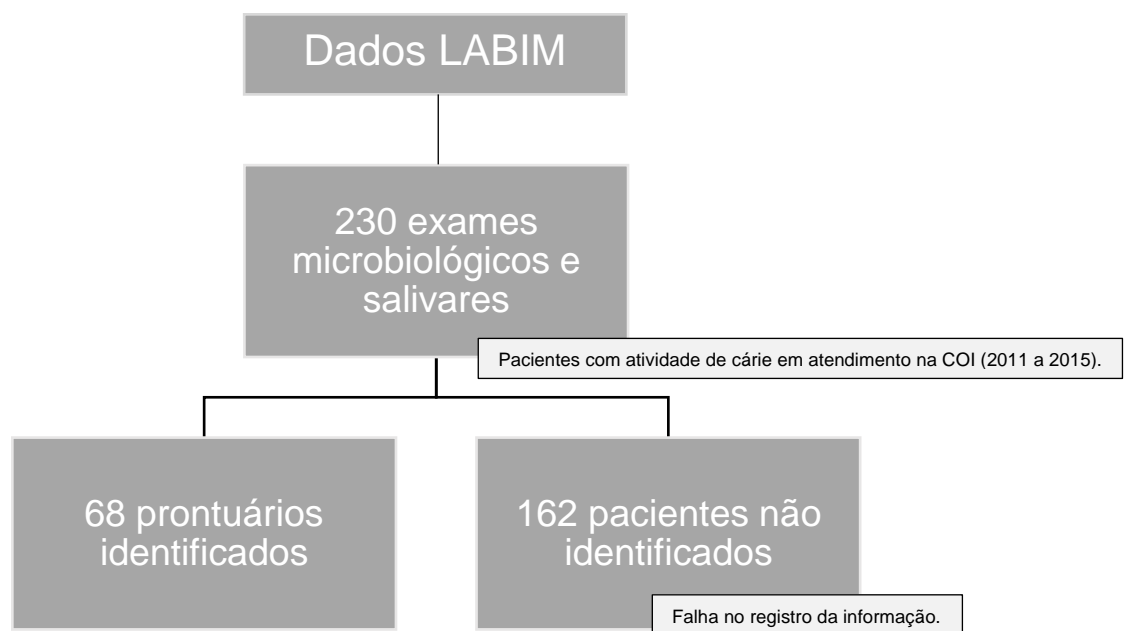 Dados LABIM
230 exames
microbiológicos e
salivares
Pacientes com atividade de cárie em atendimento na COI (2011 a 2015).
68 prontuários
identificados
162 pacientes não
identificados
Falha no registro da informação.